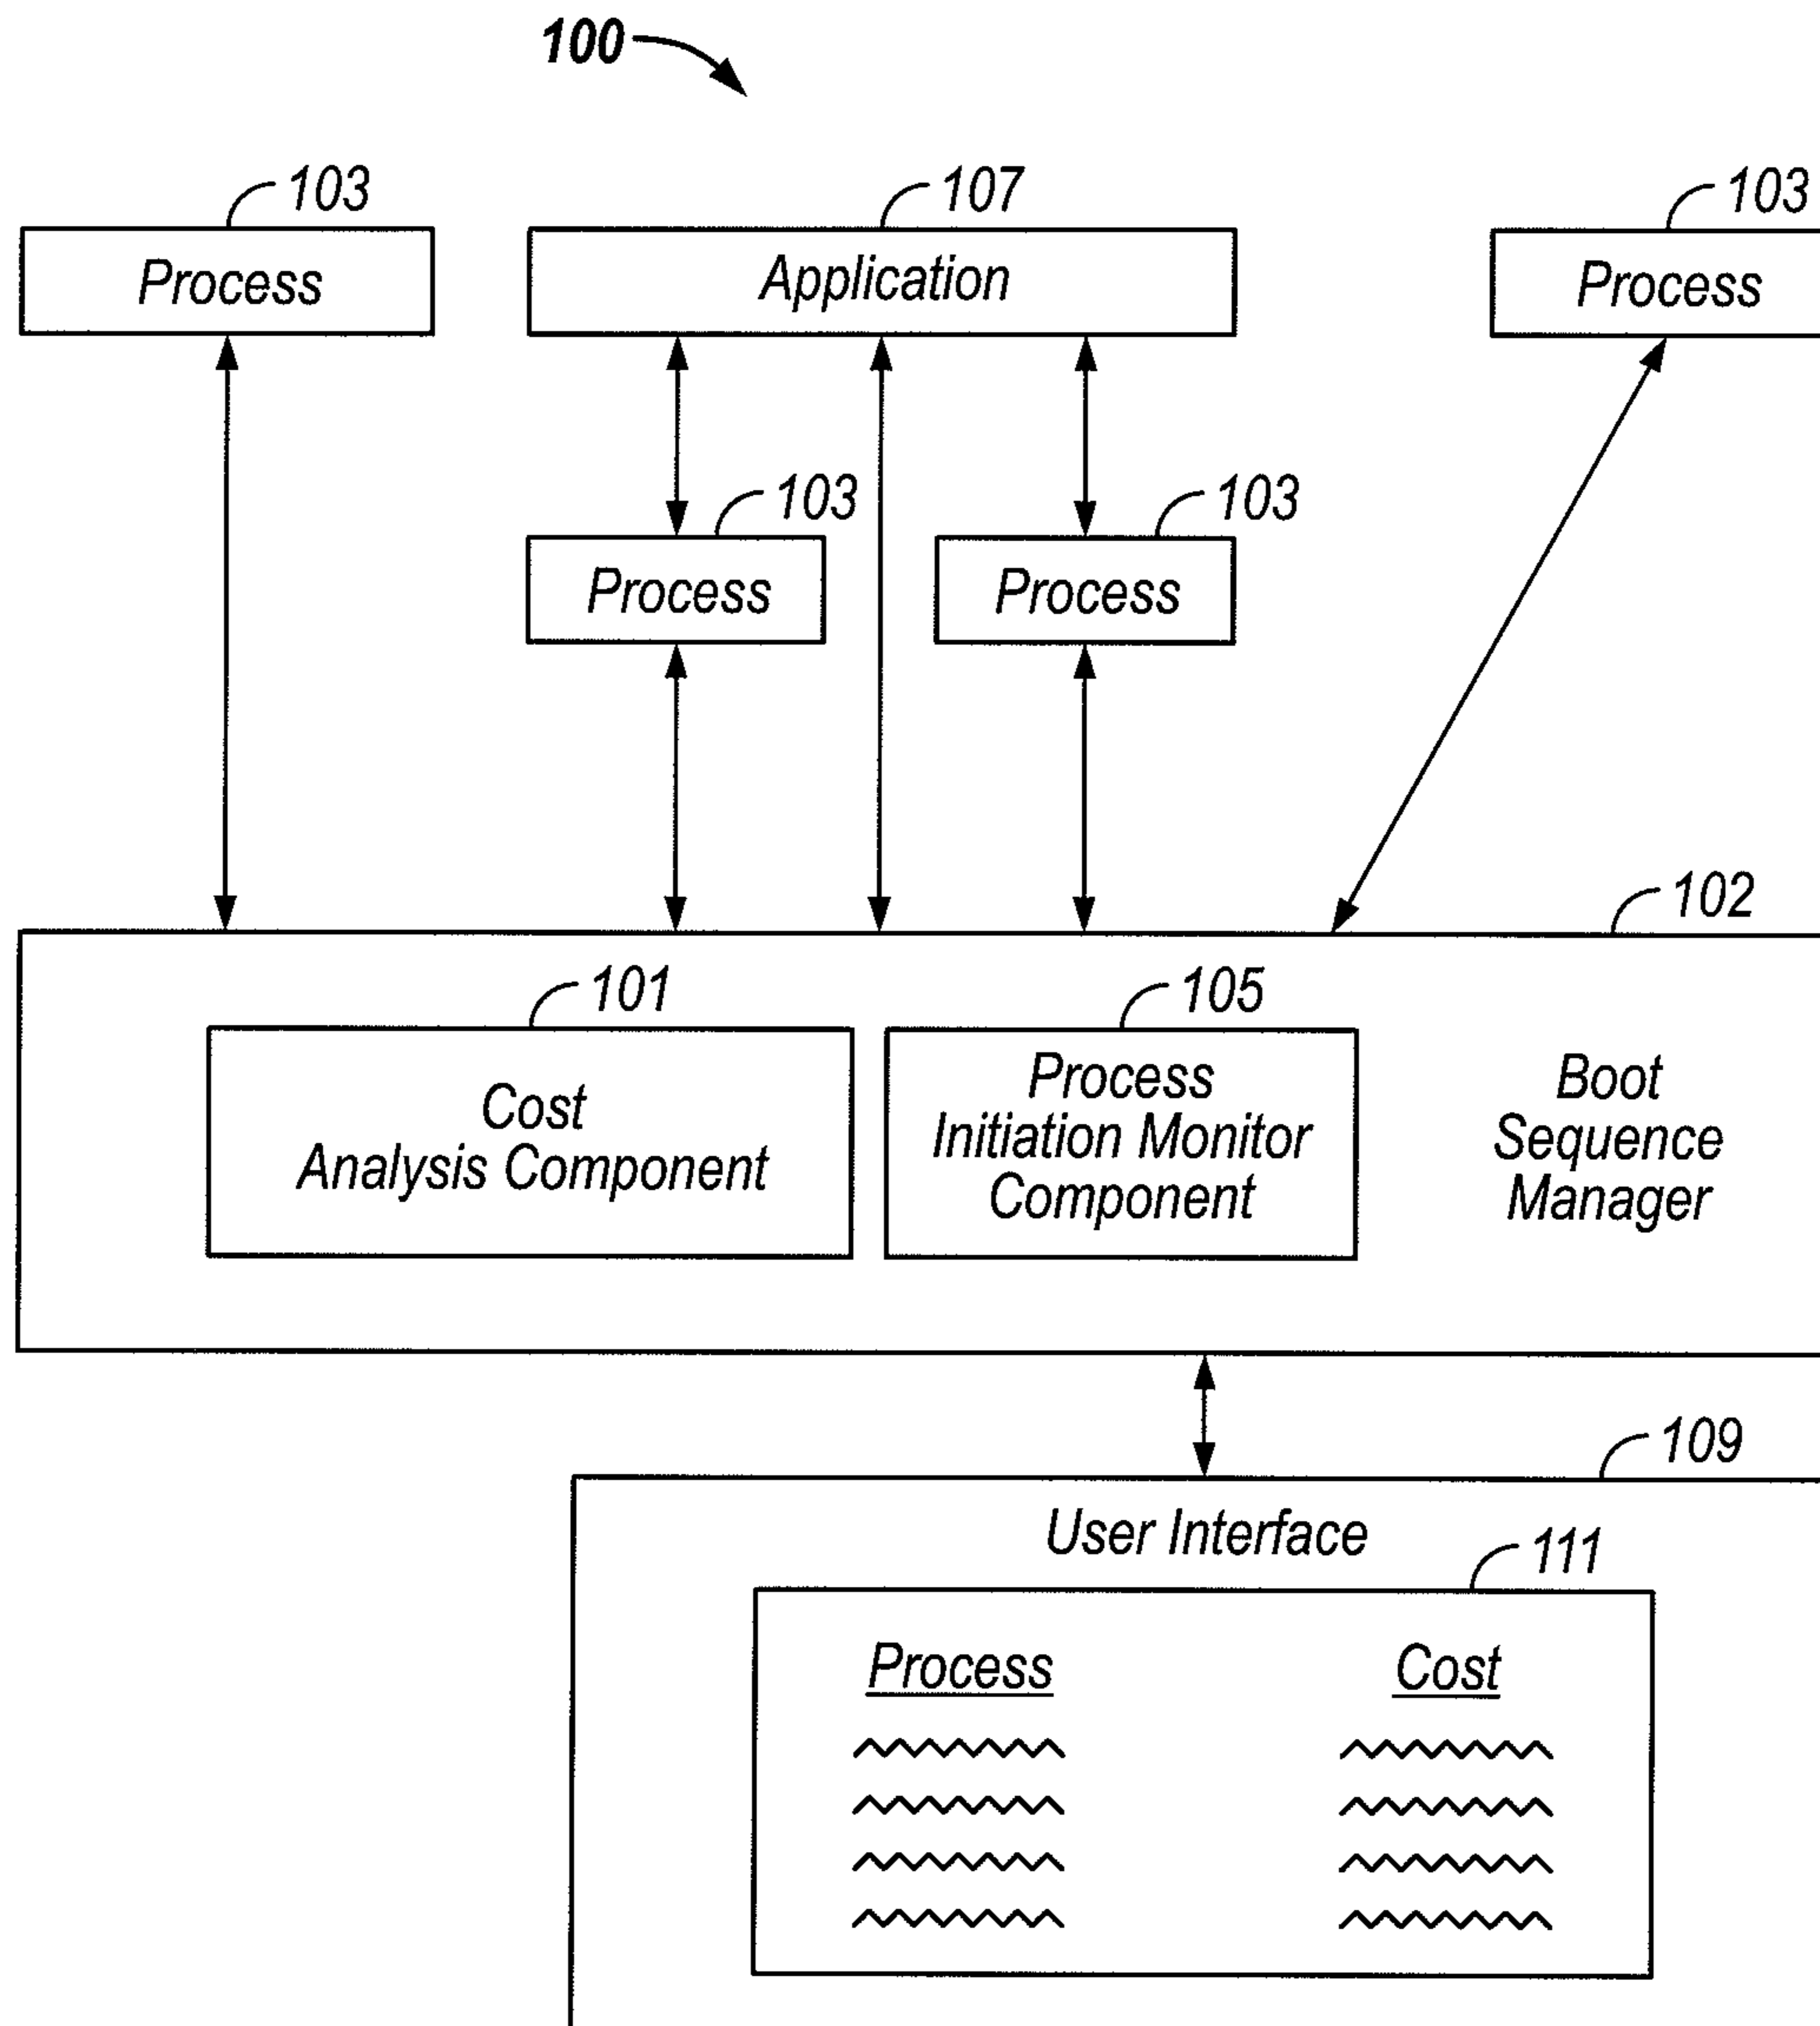 100
103
107
103
Process
Application
Process
103
103
Process
Process
102
101
105
Cost
Analysis Component
Process
Initiation Monitor
Component
Boot
Sequence
Manager
109
User Interface
111
Process
Cost